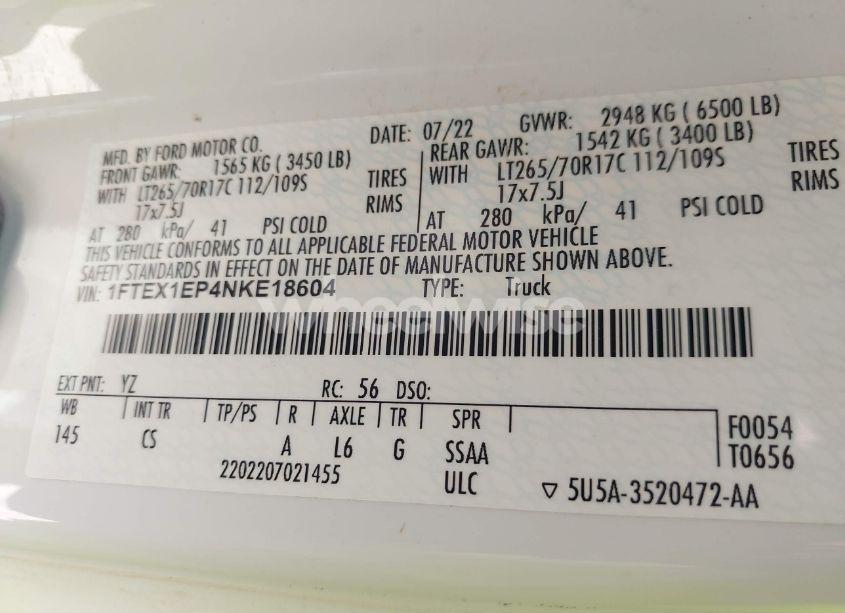 MFD. BY FORD MOTOR CO. DATE: 07/22 GVWR: 2948 KG ( 6500 LB)
FRONT GAWR: 1565 KG ( 3450 LB) REAR GAWR: 1542 KG ( 3400 LB)
WITH LT265/70R17C 112/109S TIRES WITH LT265/70R17C 112/109S TIRES
17x7.5J RIMS 17x7.5J RIMS
AT 280 kPa/ 41 PSI COLD AT 280 kPa/ 41 PSI COLD
THIS VEHICLE CONFORMS TO ALL APPLICABLE FEDERAL MOTOR VEHICLE
SAFETY STANDARDS IN EFFECT ON THE DATE OF MANUFACTURE SHOWN ABOVE.
VIN: 1FTEX1EP4NKE18604 TYPE: Truck
Wheelwise
EXT PNT: YZ RC: 56 DSO:
WB INT TR TP/PS R AXLE TR SPR
145 CS A L6 G SSAA
F0054
T0656
2202207021455 ULC
▽ 5U5A-3520472-AA